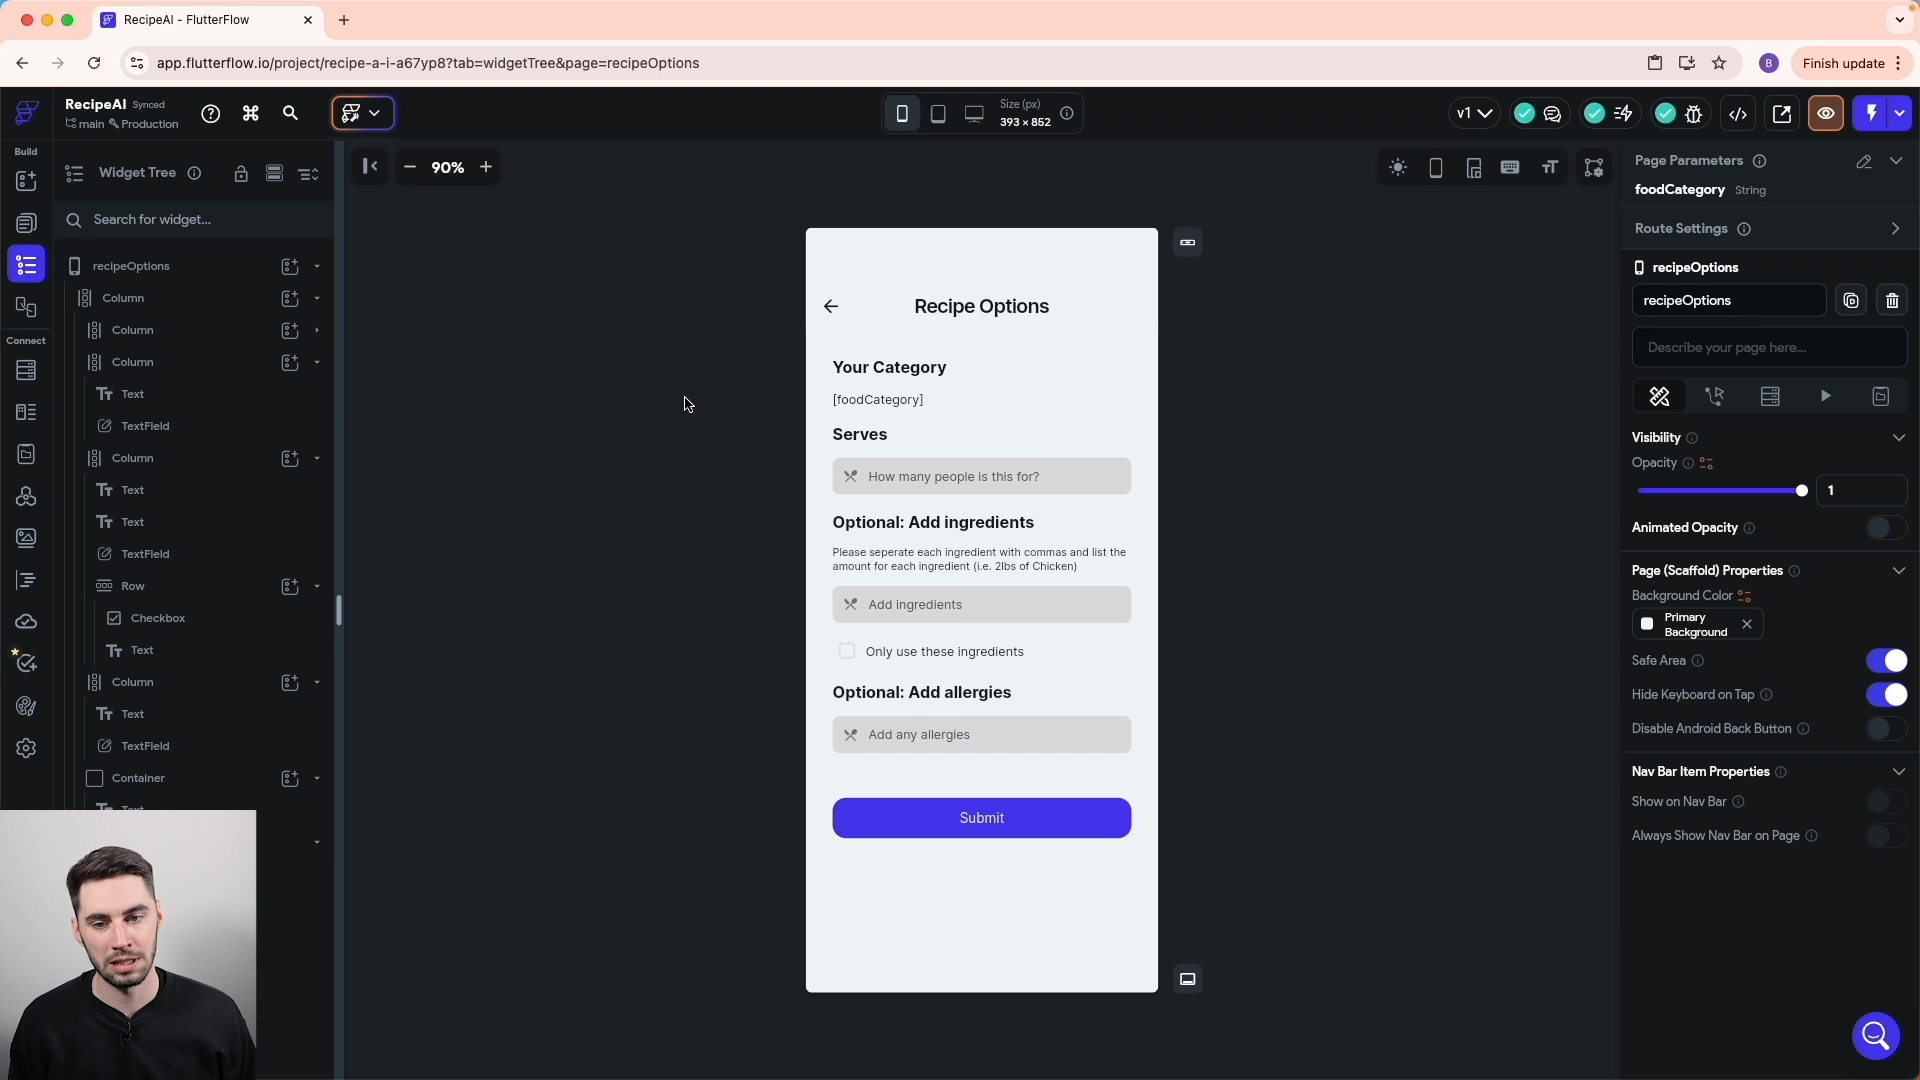 RecipeAI - FlutterFlow
app.flutterflow.io/project/recipe-a-i-a67yp8?tab=widgetTree&page=recipeOptions
B
Finish update
RecipeAI Synced
main Production
Size (px)
393 × 852
v1
Build
Widget Tree
90%
Search for widget...
recipeOptions
Column
Column
Connect
Column
Text
TextField
Column
Text
Text
TextField
Row
Checkbox
Text
Column
Text
TextField
Container
Text
Recipe Options
Your Category
[foodCategory]
Serves
How many people is this for?
Optional: Add ingredients
Please seperate each ingredient with commas and list the
amount for each ingredient (i.e. 2lbs of Chicken)
Add ingredients
Only use these ingredients
Optional: Add allergies
Add any allergies
Submit
Page Parameters
foodCategory String
Route Settings
recipeOptions
recipeOptions
Describe your page here...
Visibility
Opacity
1
Animated Opacity
Page (Scaffold) Properties
Background Color
Primary
Background
Safe Area
Hide Keyboard on Tap
Disable Android Back Button
Nav Bar Item Properties
Show on Nav Bar
Always Show Nav Bar on Page